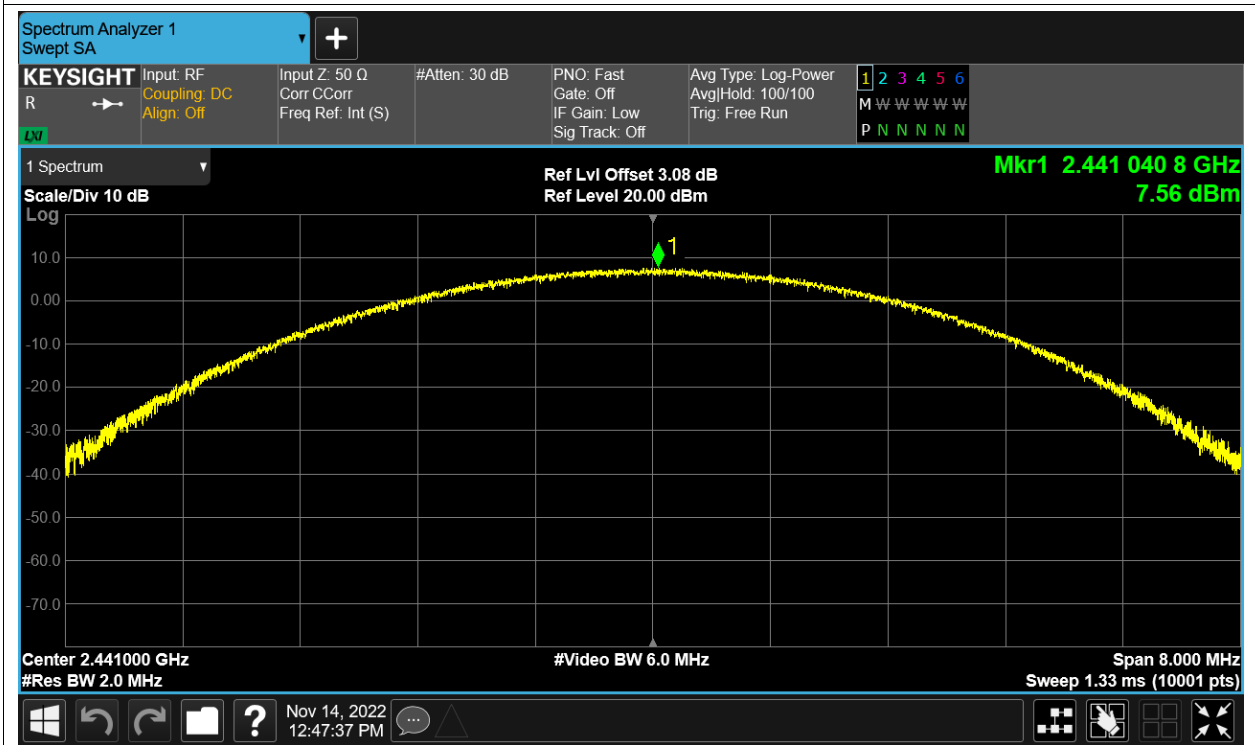 Spectrum Analyzer 1
Swept SA
KEYSIGHT
R
LXI
Input: RF
Coupling: DC
Align: Off
Input Z: 50 Ω
Corr CCorr
Freq Ref: Int (S)
#Atten: 30 dB
PNO: Fast
Gate: Off
IF Gain: Low
Sig Track: Off
Avg Type: Log-Power
Avg|Hold: 100/100
Trig: Free Run
1 2 3 4 5 6
M W W W W W
P N N N N N
1 Spectrum
Scale/Div 10 dB
Log
Ref Lvl Offset 3.08 dB
Ref Level 20.00 dBm
Mkr1 2.441 040 8 GHz
7.56 dBm
1
10.0
0.00
-10.0
-20.0
-30.0
-40.0
-50.0
-60.0
-70.0
Center 2.441000 GHz
#Res BW 2.0 MHz
#Video BW 6.0 MHz
Span 8.000 MHz
Sweep 1.33 ms (10001 pts)
?
Nov 14, 2022
12:47:37 PM